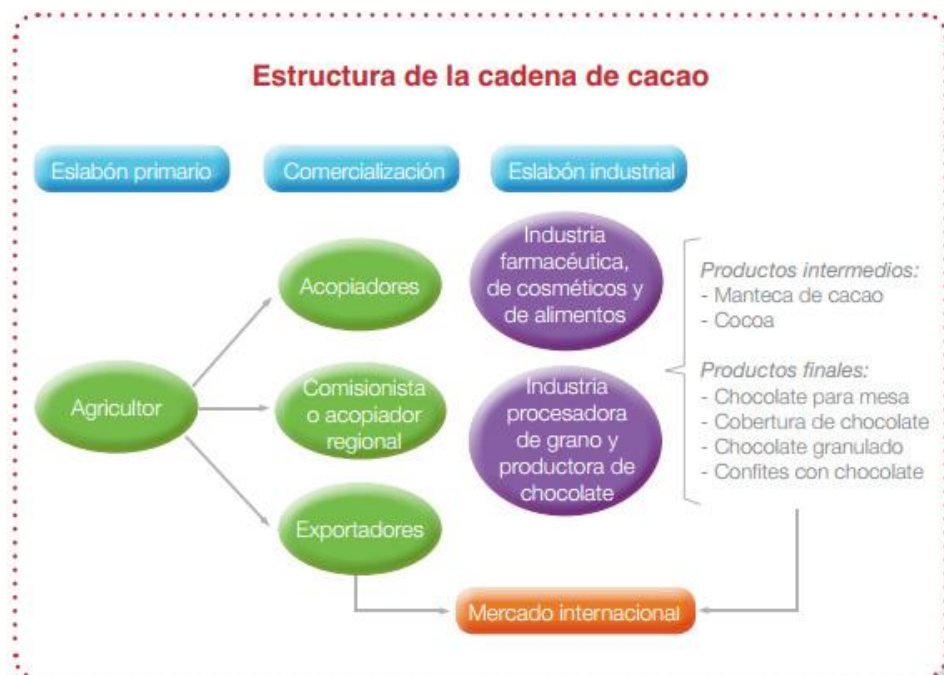 Estructura de la cadena de cacao
Eslabón primario
Comercialización
Eslabón industrial
Agricultor
Acopiadores
Comisionista
o acopiador
regional
Exportadores
Industria
farmacéutica,
de cosméticos y
de alimentos
Industria
procesadora
de grano y
productora de
chocolate
Productos intermedios:
- Manteca de cacao
- Cocoa
Productos finales:
- Chocolate para mesa
- Cobertura de chocolate
- Chocolate granulado
- Confites con chocolate
Mercado internacional